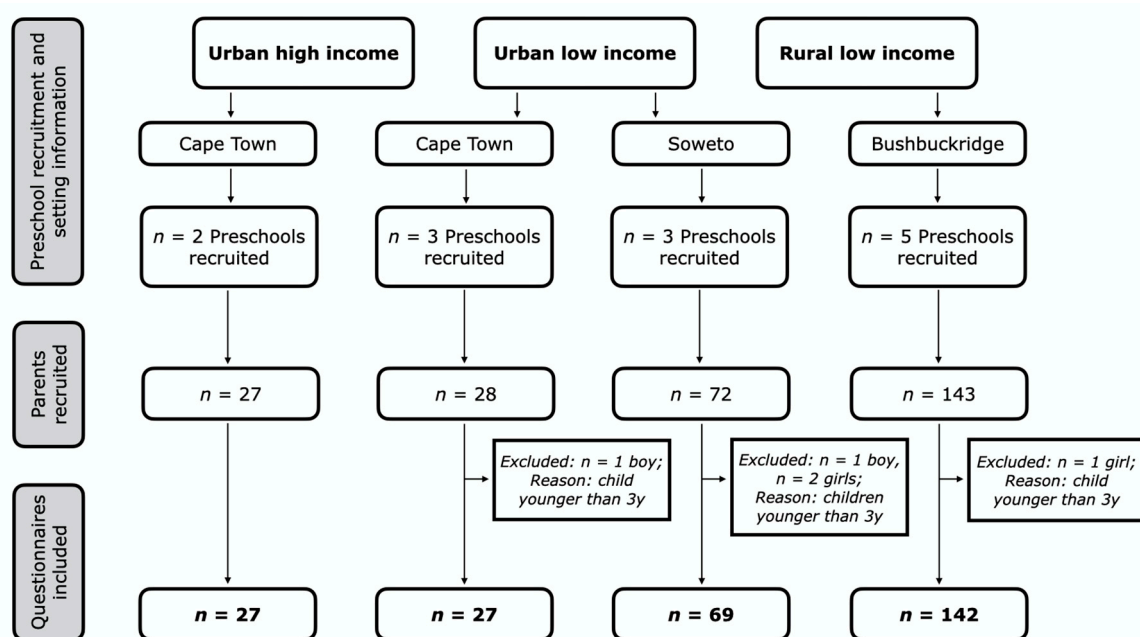 Preschool recruitment and
setting information
Urban high income
Urban low income
Rural low income
Cape Town
Cape Town
Soweto
Bushbuckridge
n = 2 Preschools
recruited
n = 3 Preschools
recruited
n = 3 Preschools
recruited
n = 5 Preschools
recruited
Parents
recruited
n = 27
n = 28
n = 72
n = 143
Excluded: n = 1 boy;
Reason: child
younger than 3y
Excluded: n = 1 boy,
n = 2 girls;
Reason: children
younger than 3y
Excluded: n = 1 girl;
Reason: child
younger than 3y
Questionnaires
included
n = 27
n = 27
n = 69
n = 142